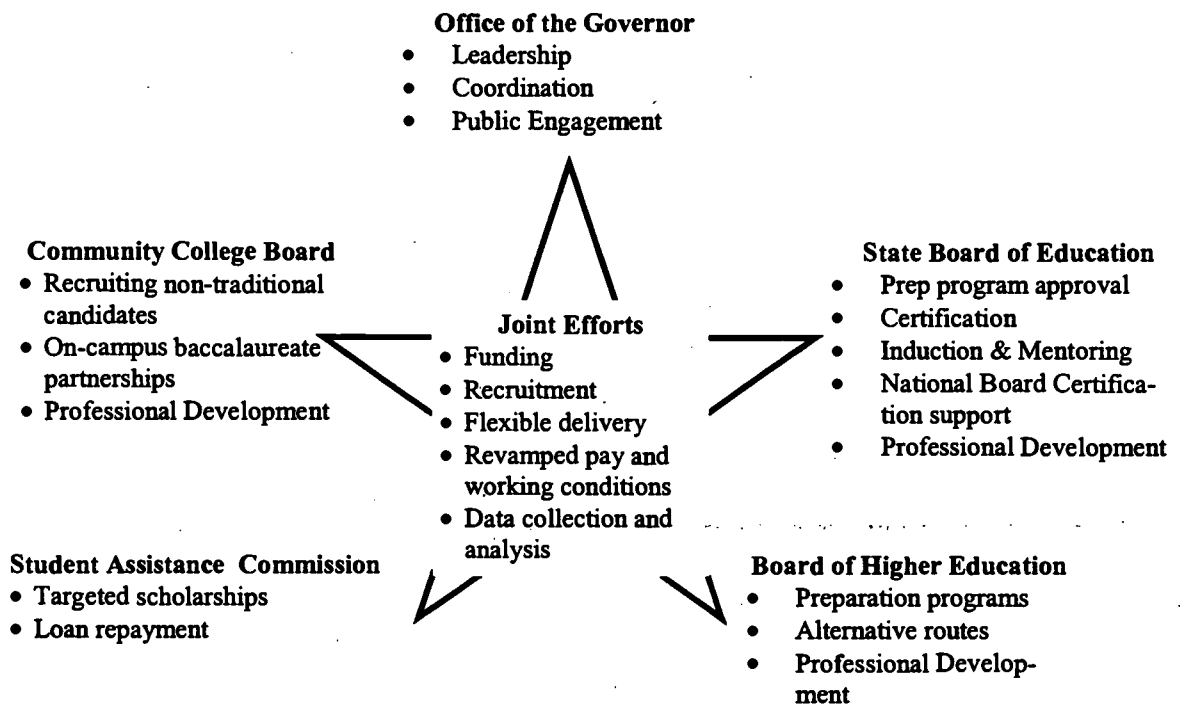 Office of the Governor
• Leadership
• Coordination
• Public Engagement
Community College Board
• Recruiting non-traditional
candidates
• On-campus baccalaureate
partnerships
• Professional Development
Joint Efforts
• Funding
• Recruitment
• Flexible delivery
• Revamped pay and
working conditions
• Data collection and
analysis
State Board of Education
• Prep program approval
• Certification
• Induction & Mentoring
• National Board Certifica-
tion support
• Professional Development
Student Assistance Commission
• Targeted scholarships
• Loan repayment
Board of Higher Education
• Preparation programs
• Alternative routes
• Professional Develop-
ment